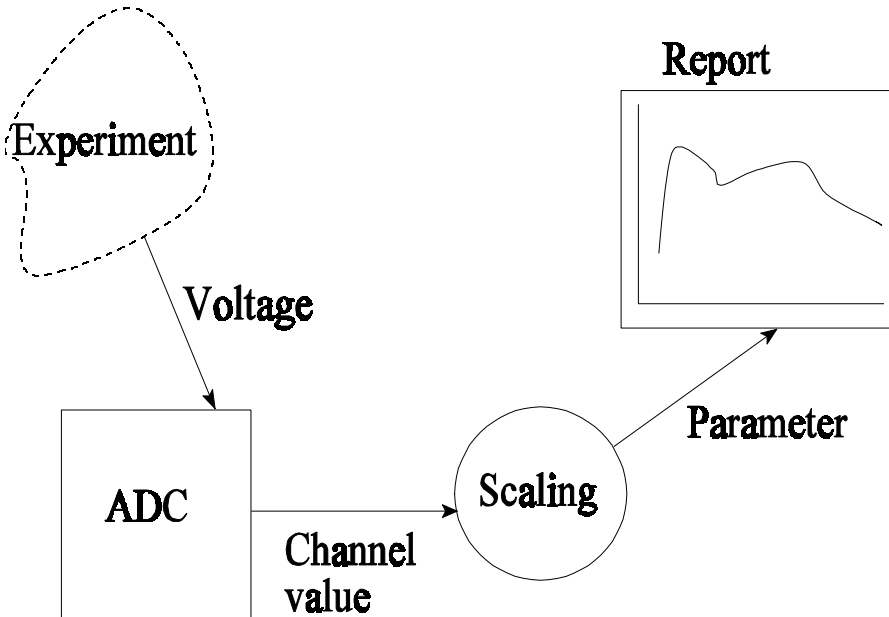 Report
Experiment
Voltage
Parameter
ADC
Scaling
Channel
value